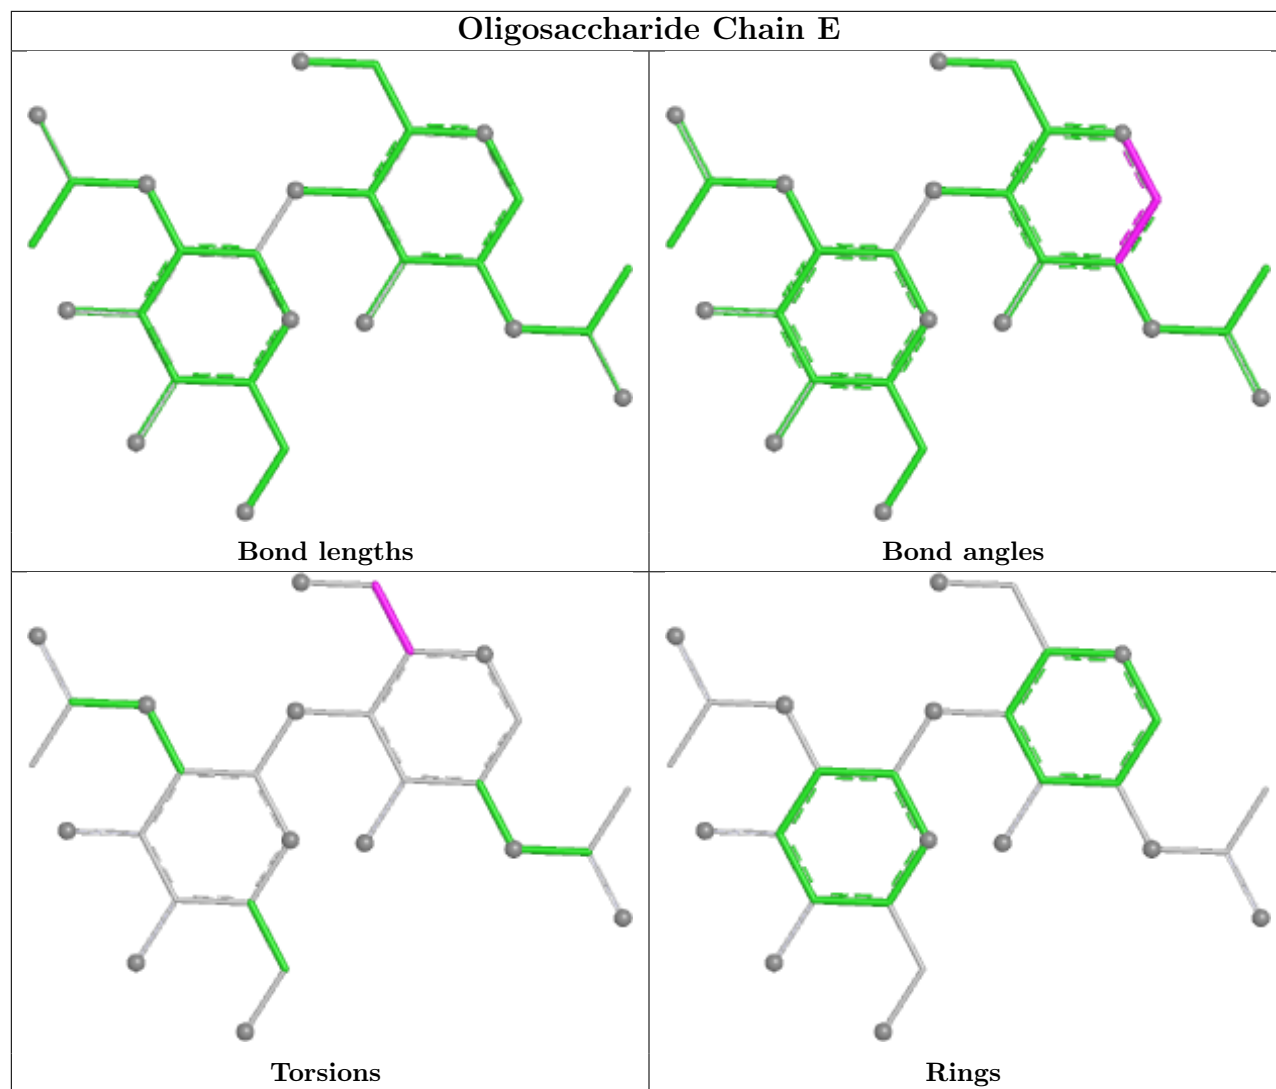 Oligosaccharide Chain E
Bond lengths
Bond angles
Torsions
Rings